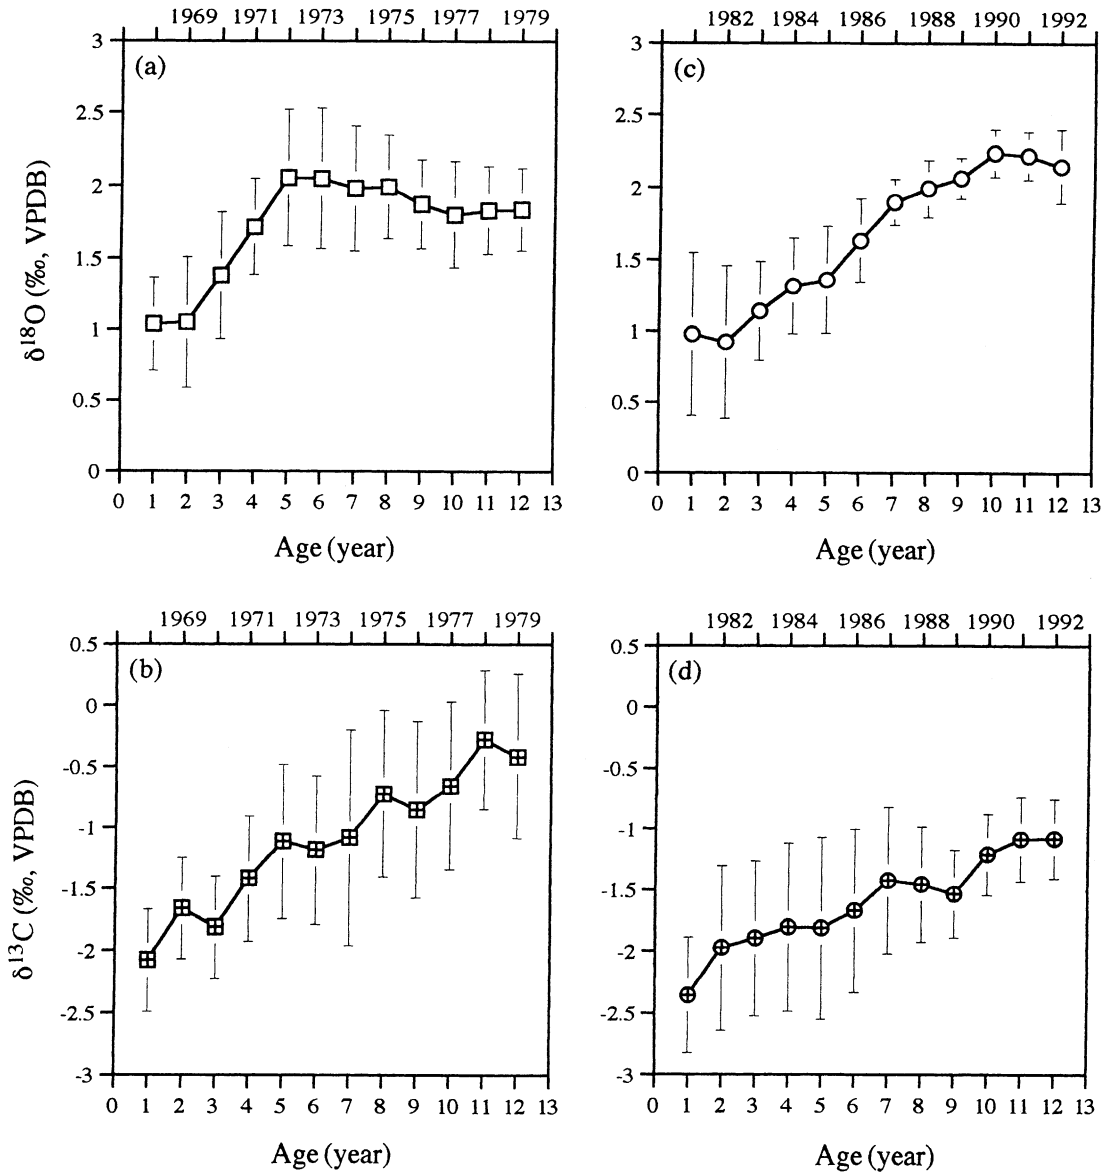 1969 1971 1973 1975 1977 1979
(a)
3
2.5
2
1.5
1
0.5
0
δ18O (‰, VPDB)
0 1 2 3 4 5 6 7 8 9 10 11 12 13
Age (year)
1982 1984 1986 1988 1990 1992
(c)
3
2.5
2
1.5
1
0.5
0
0 1 2 3 4 5 6 7 8 9 10 11 12 13
Age (year)
1969 1971 1973 1975 1977 1979
(b)
0.5
0
-0.5
-1
-1.5
-2
-2.5
-3
δ13C (‰, VPDB)
0 1 2 3 4 5 6 7 8 9 10 11 12 13
Age (year)
1982 1984 1986 1988 1990 1992
(d)
0.5
0
-0.5
-1
-1.5
-2
-2.5
-3
0 1 2 3 4 5 6 7 8 9 10 11 12 13
Age (year)